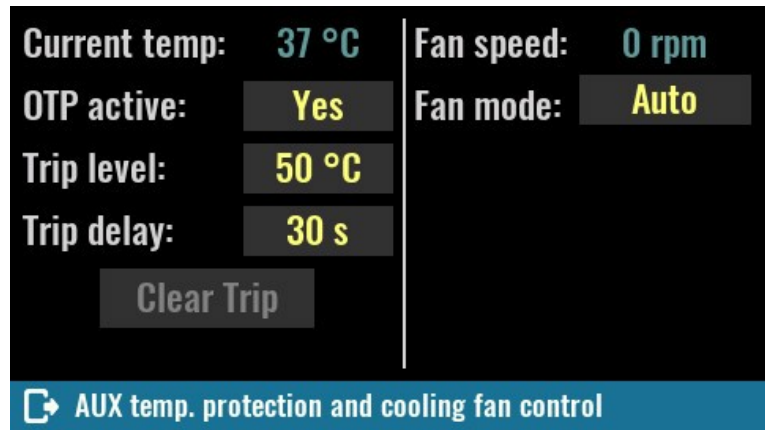 Current temp: 37 °C
OTP active: Yes
Trip level: 50 °C
Trip delay: 30 s
Clear Trip
Fan speed: 0 rpm
Fan mode: Auto
AUX temp. protection and cooling fan control